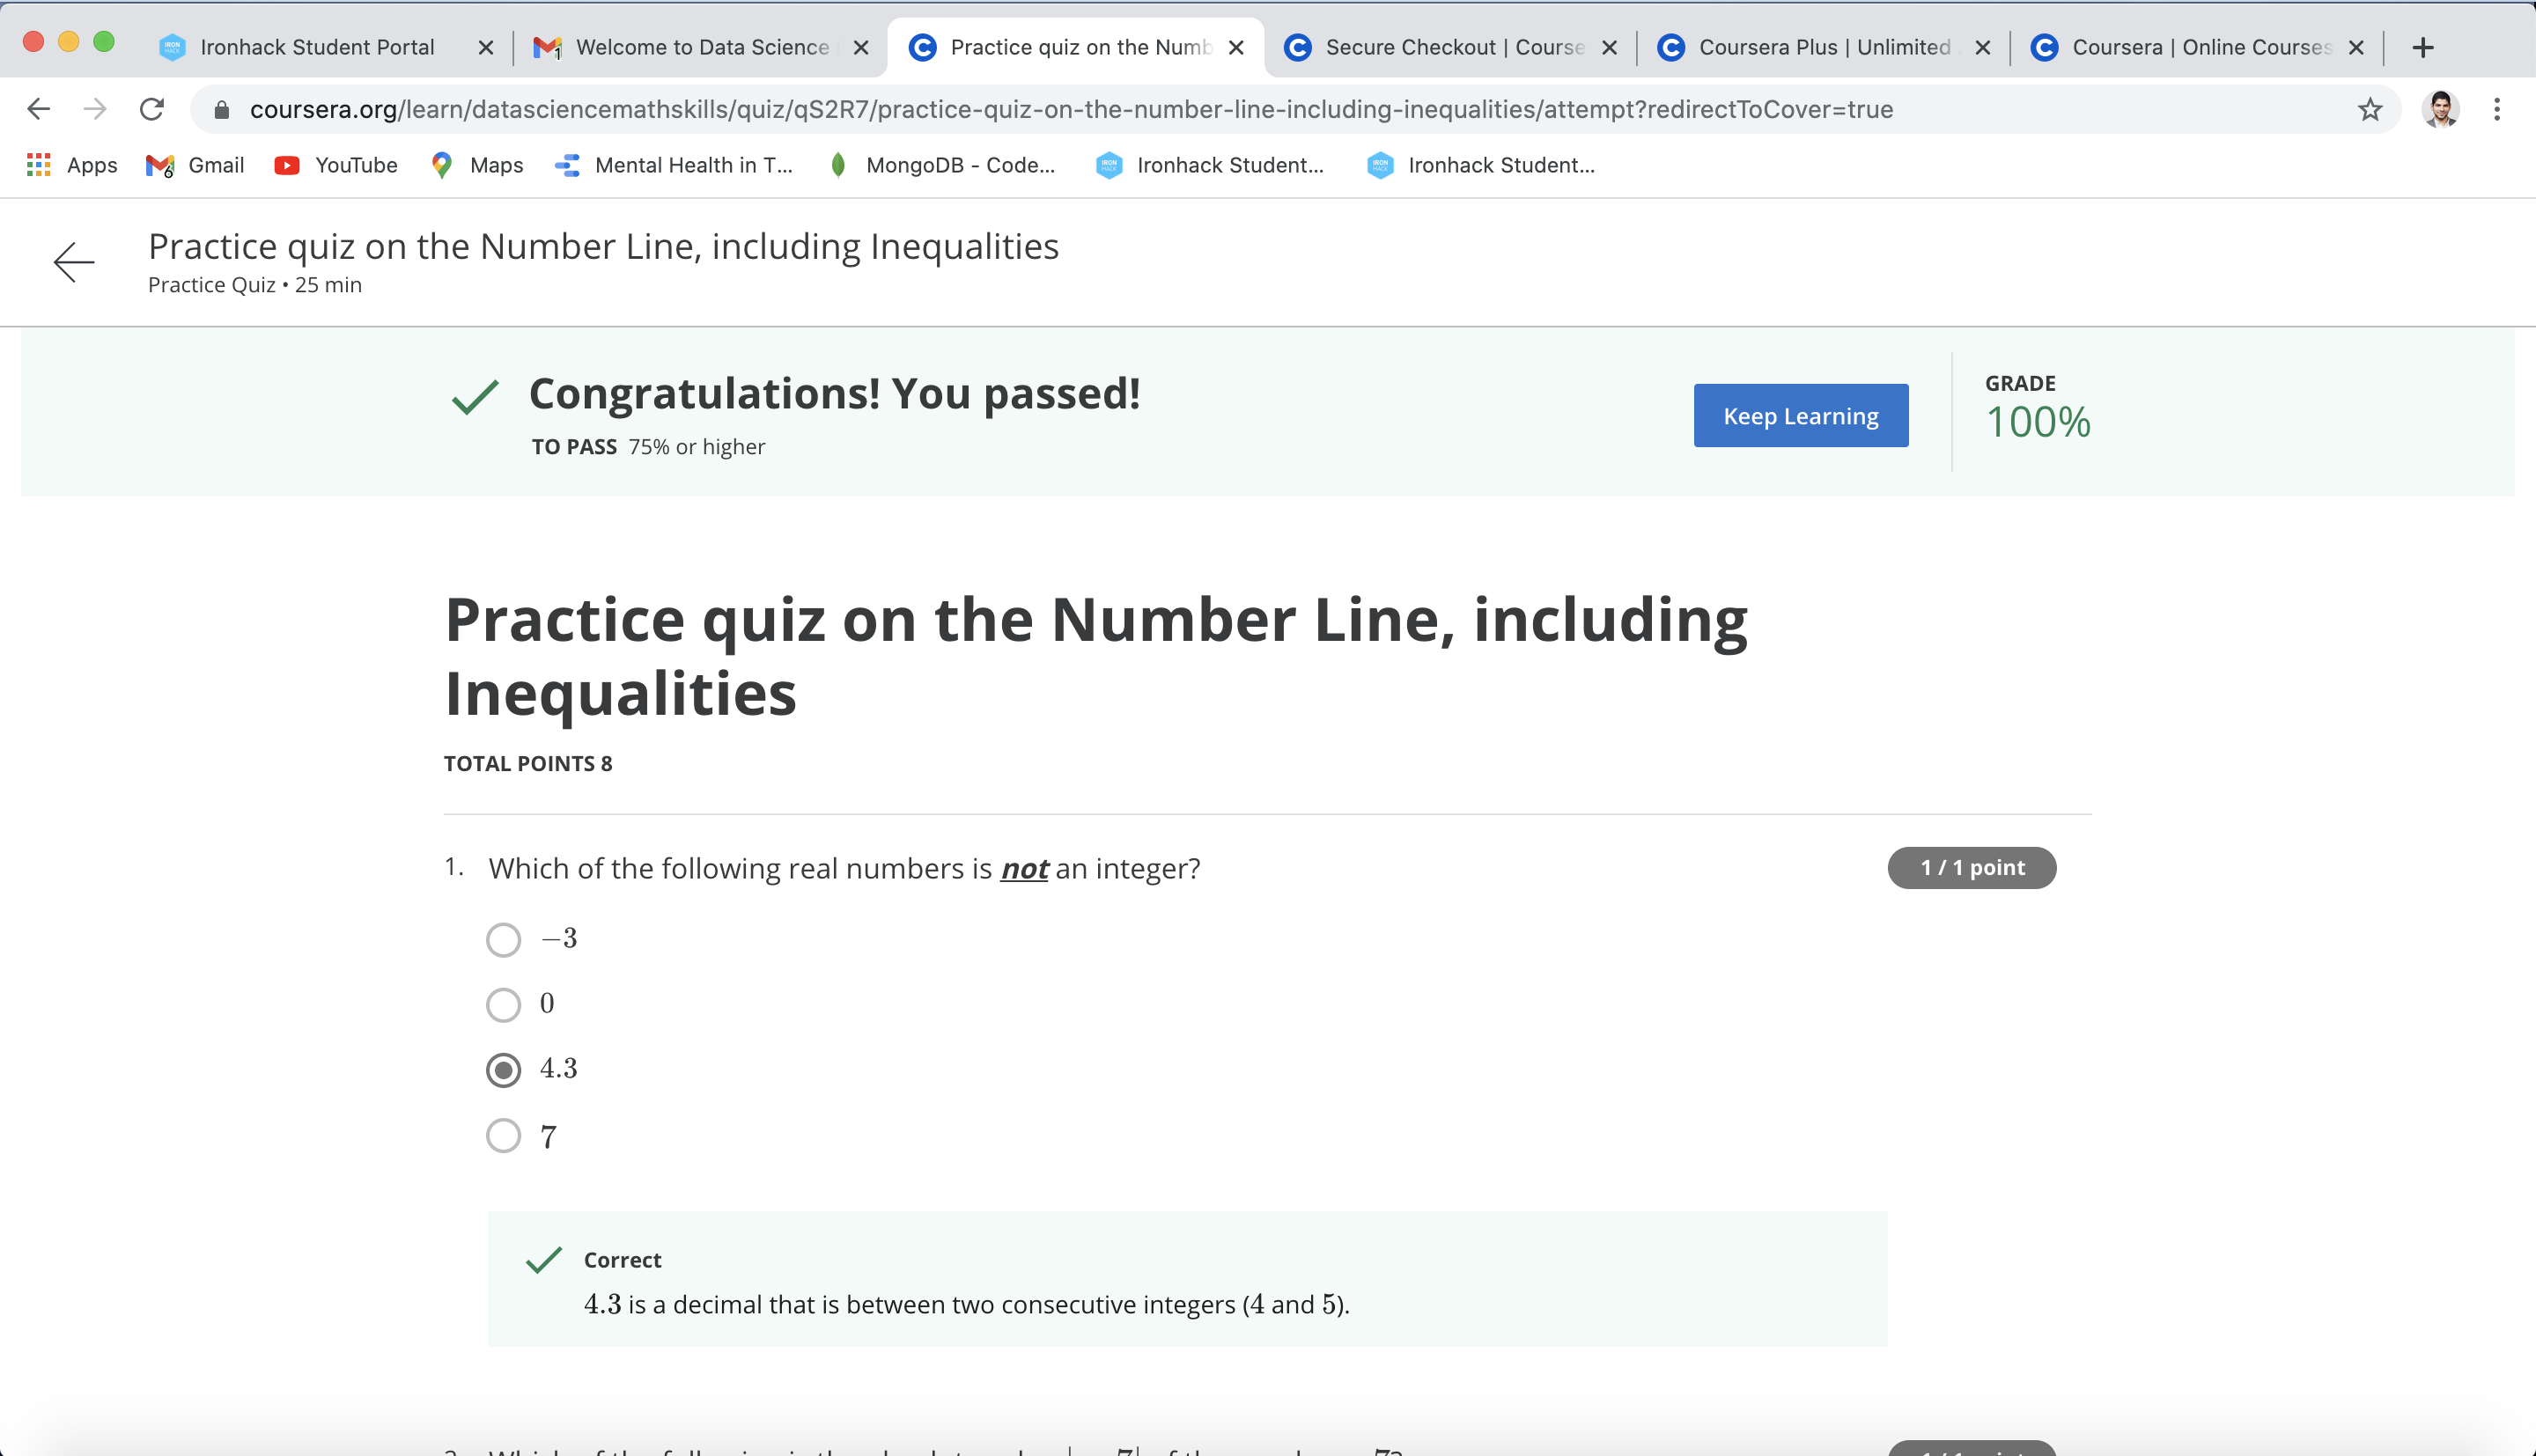 Ironhack Student Portal
Welcome to Data Science
Practice quiz on the Numb
Secure Checkout | Course
Coursera Plus | Unlimited
Coursera | Online Courses
coursera.org/learn/datasciencemathskills/quiz/qS2R7/practice-quiz-on-the-number-line-including-inequalities/attempt?redirectToCover=true
Apps
Gmail
YouTube
Maps
Mental Health in T...
MongoDB - Code...
Ironhack Student...
Ironhack Student...
Practice quiz on the Number Line, including Inequalities
Practice Quiz • 25 min
Congratulations! You passed!
TO PASS 75% or higher
Keep Learning
GRADE
100%
Practice quiz on the Number Line, including
Inequalities
TOTAL POINTS 8
1. Which of the following real numbers is not an integer?
1 / 1 point
−3
0
4.3
7
Correct
4.3 is a decimal that is between two consecutive integers (4 and 5).